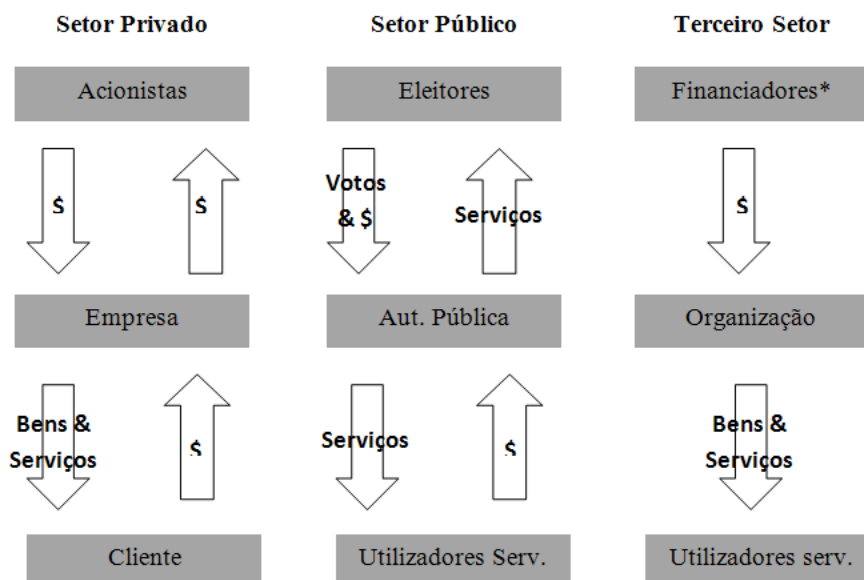 Setor Privado
Setor Público
Terceiro Setor
Acionistas
Eleitores
Financiadores*
$
$
Votos
& $
Serviços
$
Empresa
Aut. Pública
Organização
Bens &
Serviços
$
Serviços
$
Bens &
Serviços
Cliente
Utilizadores Serv.
Utilizadores serv.